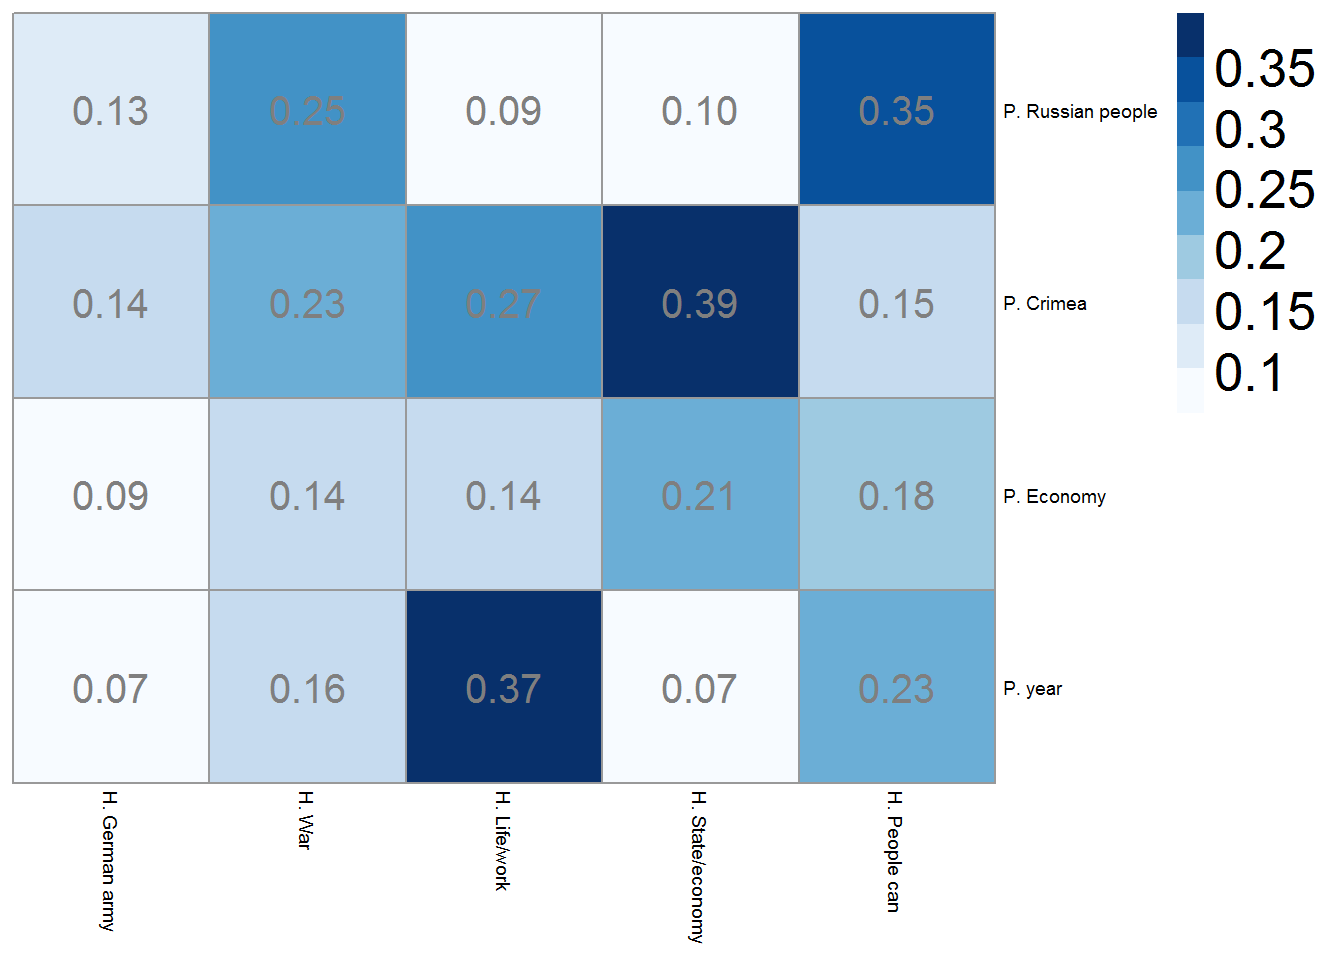 0.13 0.25 0.09 0.10 0.35 P. Russian people
0.14 0.23 0.27 0.39 0.15 P. Crimea
0.09 0.14 0.14 0.21 0.18 P. Economy
0.07 0.16 0.37 0.07 0.23 P. year
H. German army
H. War
H. Life/work
H. State/economy
H. People can
0.35
0.3
0.25
0.2
0.15
0.1